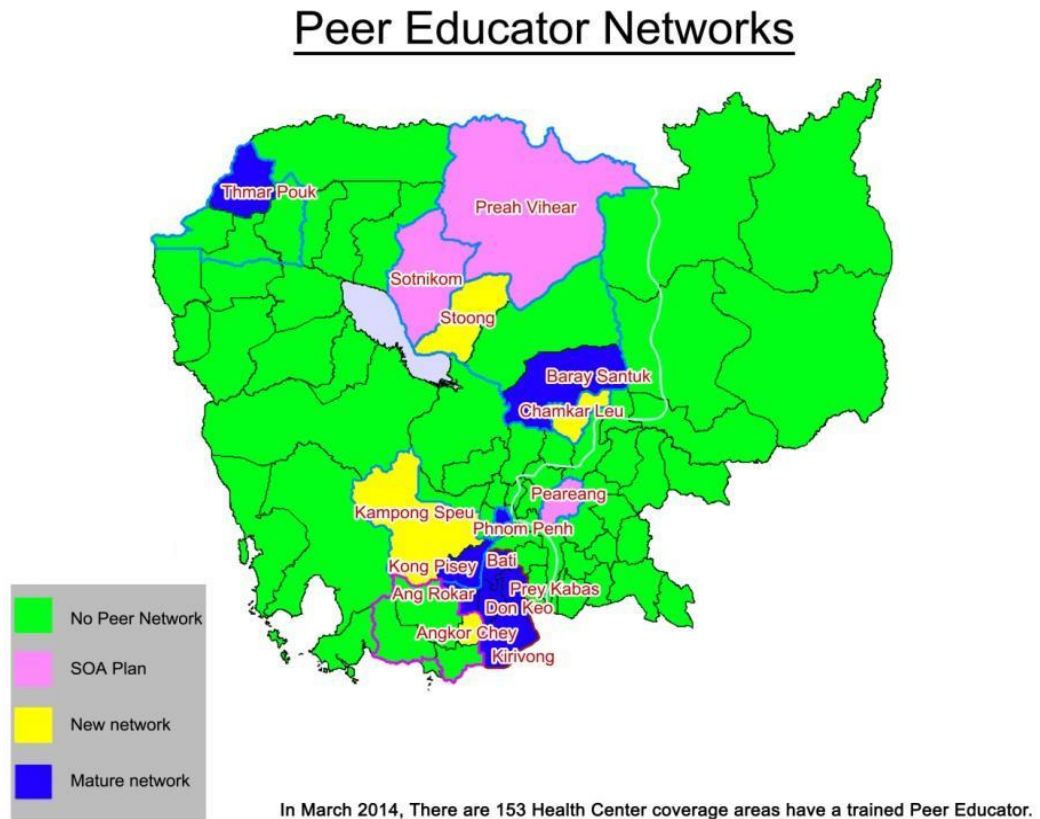 Peer Educator Networks
Thmar Pouk
Preah Vihear
Sotnikom
Stoong
Baray Santuk
Chamkar Leu
Peareang
Kampong Speu
Phnom Penh
Kong Pisey
Bati
Ang Rokar
Prey Kabas
Don Keo
Angkor Chey
Kirivong
No Peer Network
SOA Plan
New network
Mature network
In March 2014, There are 153 Health Center coverage areas have a trained Peer Educator.